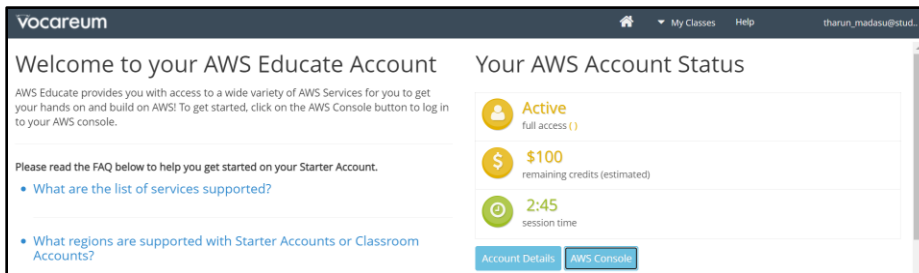 vocareum
My Classes
Help
tharun_madasu@stud...
Welcome to your AWS Educate Account
AWS Educate provides you with access to a wide variety of AWS Services for you to get
your hands on and build on AWS! To get started, click on the AWS Console button to log in
to your AWS console.
Please read the FAQ below to help you get started on your Starter Account.
• What are the list of services supported?
• What regions are supported with Starter Accounts or Classroom
Accounts?
Your AWS Account Status
Active
full access ( )
$
$100
remaining credits (estimated)
2:45
session time
Account Details
AWS Console